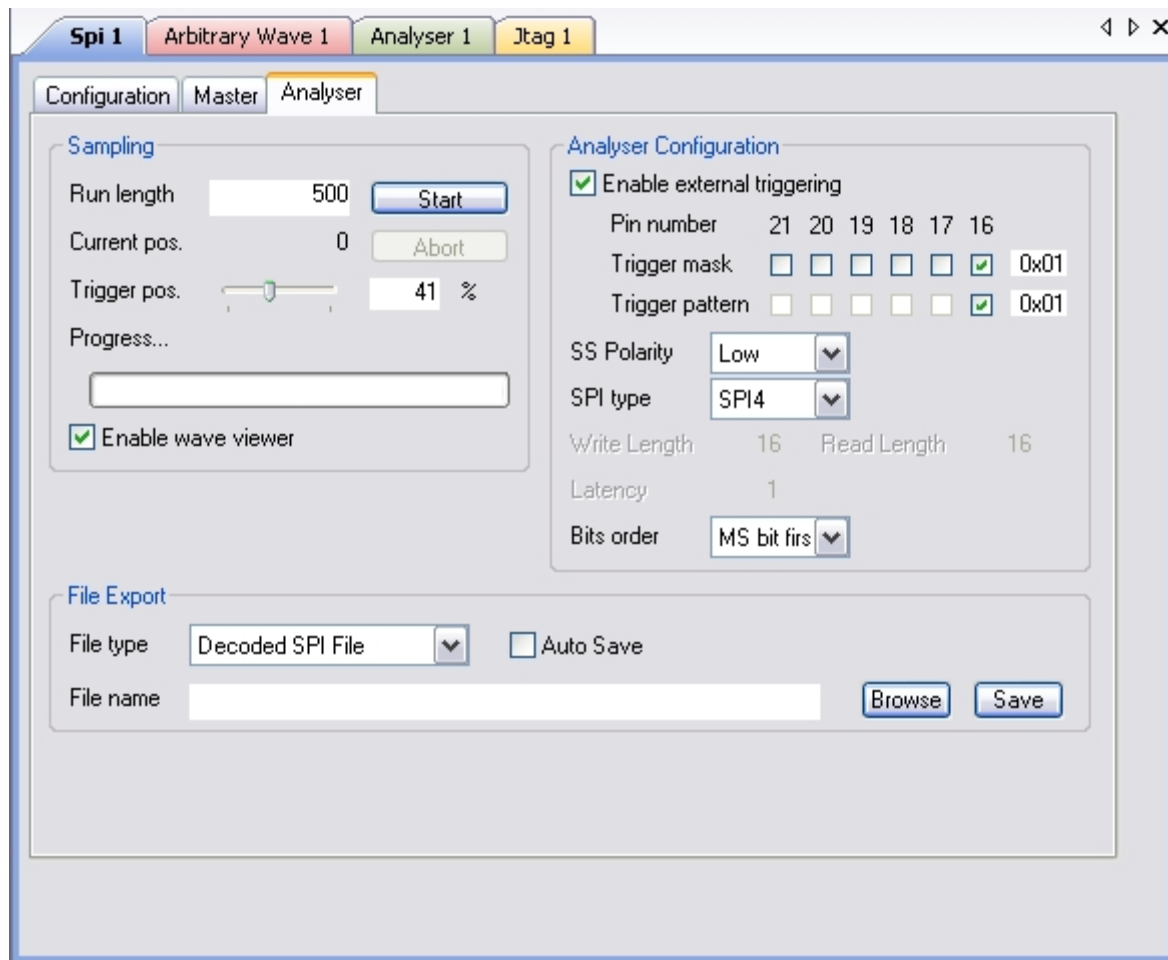 Spi 1 Arbitrary Wave 1 Analyser 1 Jtag 1
Configuration Master Analyser
Sampling
Run length 500 Start
Current pos. 0 Abort
Trigger pos. 41 %
Progress...
Enable wave viewer
Analyser Configuration
Enable external triggering
Pin number 21 20 19 18 17 16
Trigger mask 0x01
Trigger pattern 0x01
SS Polarity Low
SPI type SPI4
Write Length 16 Read Length 16
Latency 1
Bits order MS bit firs
File Export
File type Decoded SPI File Auto Save
File name Browse Save